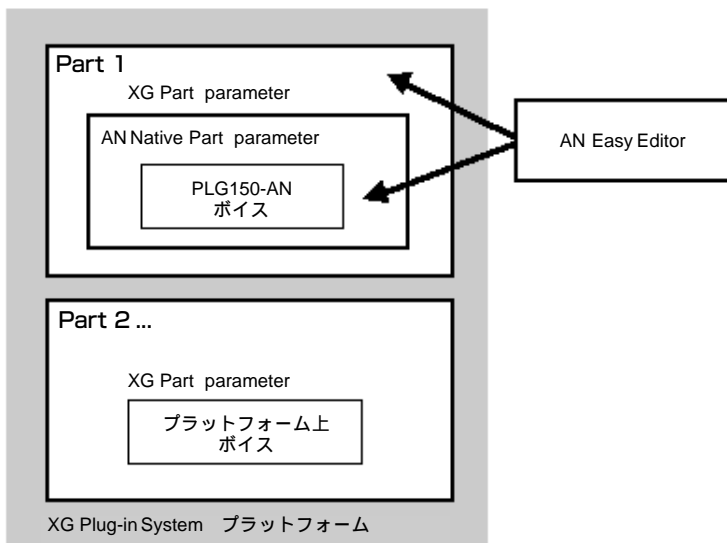 Part 1
XG Part parameter
AN Native Part parameter
PLG150-AN
ボイス
AN Easy Editor
Part 2 ...
XG Part parameter
プラットフォーム上
ボイス
XG Plug-in System プラットフォーム